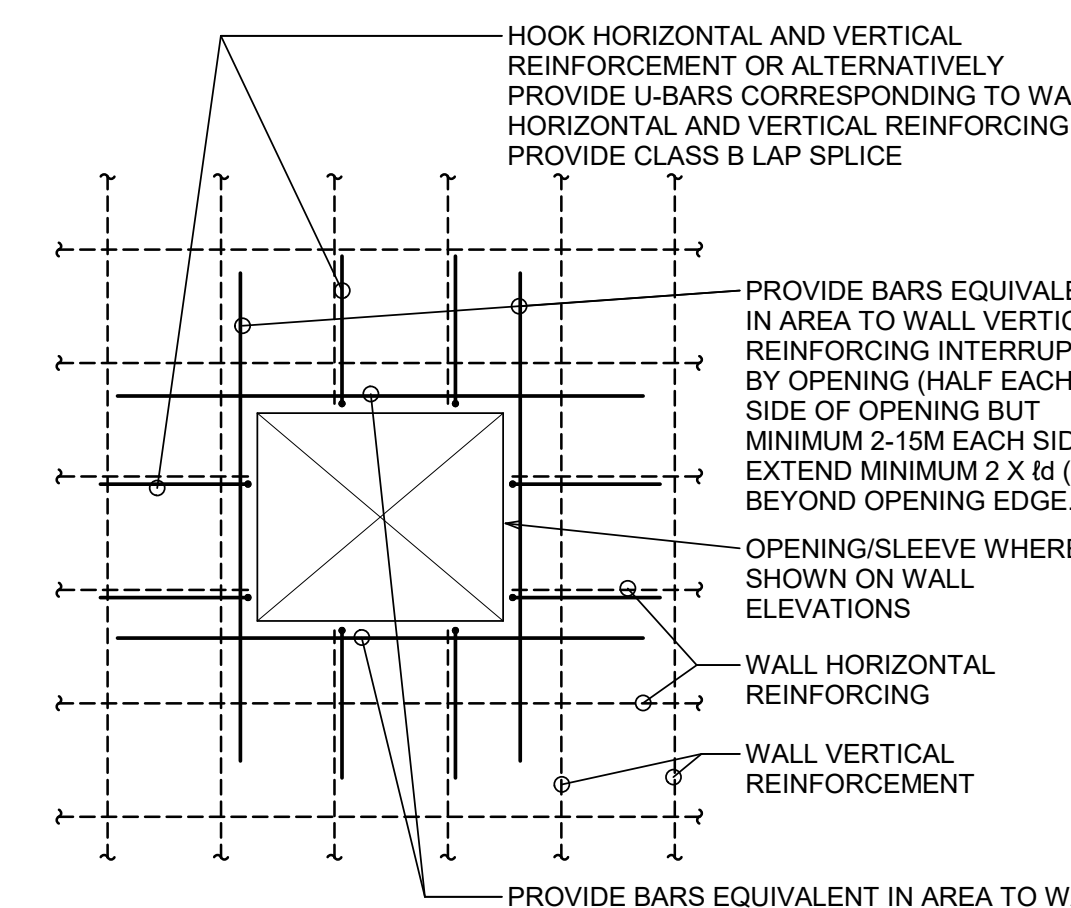 HOOK HORIZONTAL AND VERTICAL
REINFORCEMENT OR ALTERNATIVELY
PROVIDE U-BARS CORRESPONDING TO WA
HORIZONTAL AND VERTICAL REINFORCING
PROVIDE CLASS B LAP SPLICE
PROVIDE BARS EQUIVALE
IN AREA TO WALL VERTIC
REINFORCING INTERRUP
BY OPENING (HALF EACH
SIDE OF OPENING BUT
MINIMUM 2-15M EACH SID
EXTEND MINIMUM 2 X ℓd (
BEYOND OPENING EDGE.
OPENING/SLEEVE WHERE
SHOWN ON WALL
ELEVATIONS
WALL HORIZONTAL
REINFORCING
WALL VERTICAL
REINFORCEMENT
PROVIDE BARS EQUIVALENT IN AREA TO W